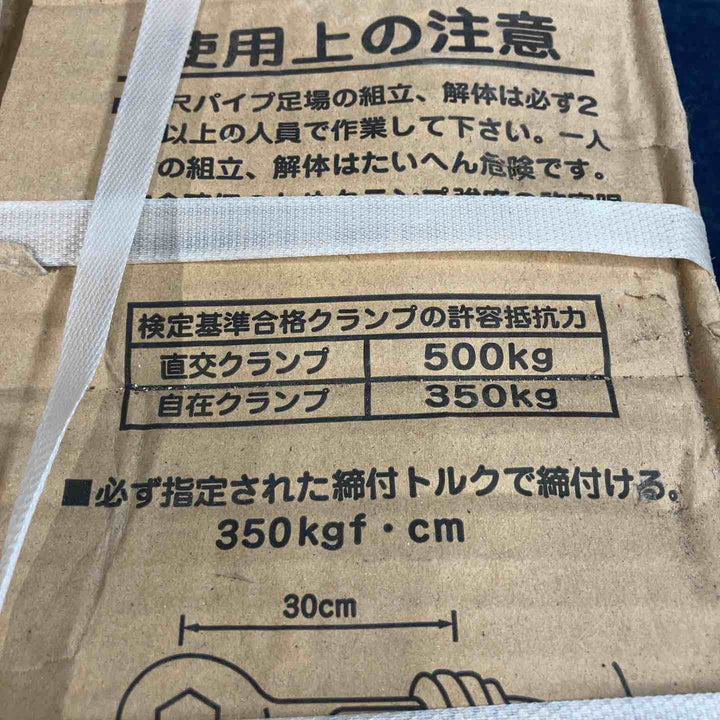 使用上の注意
尺パイプ足場の組立、解体は必ず2
以上の人員で作業して下さい。一人
の組立、解体はたいへん危険です。
検定基準合格クランプの許容抵抗力
直交クランプ 500kg
自在クランプ 350kg
■必ず指定された締付トルクで締付ける。
350kgf・cm
30cm